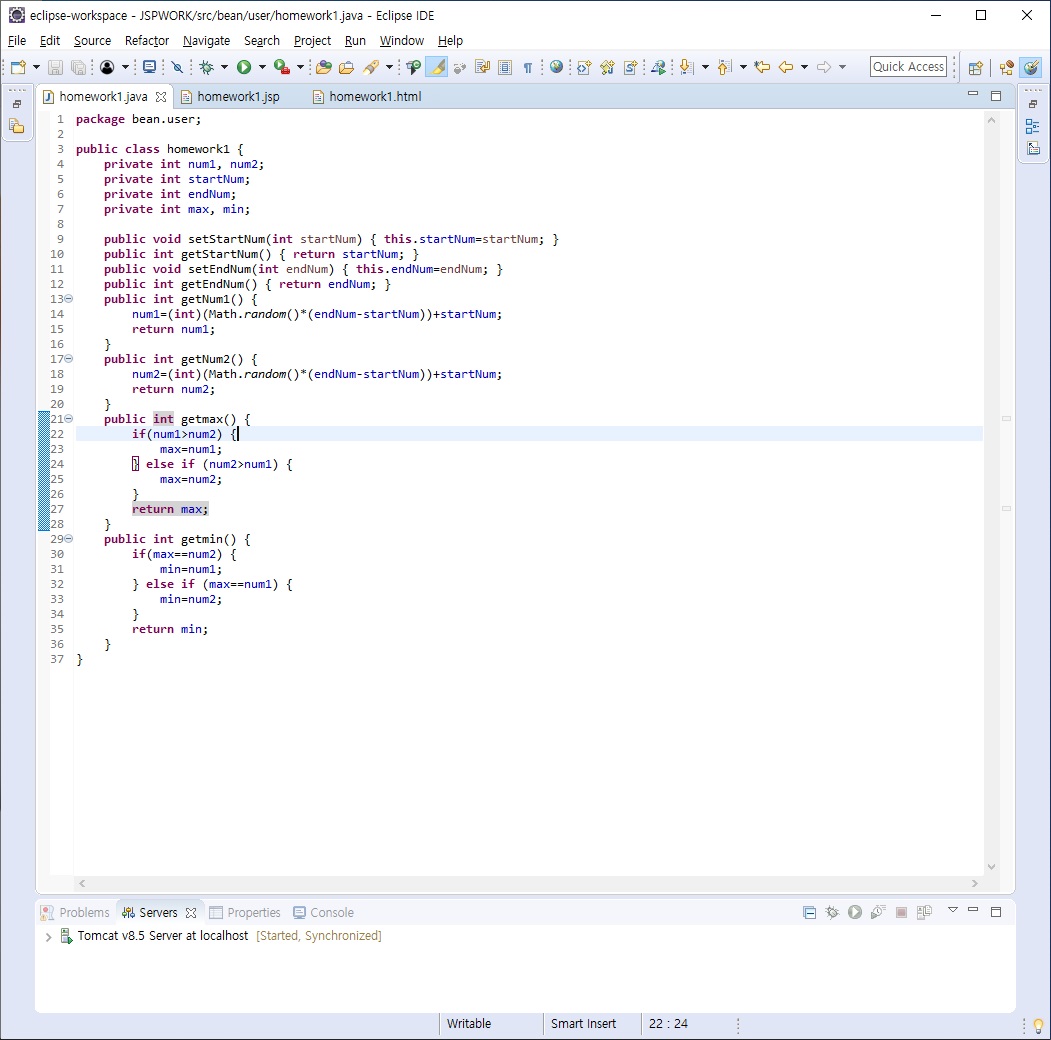 eclipse-workspace - JSPWORK/src/bean/user/homework1.java - Eclipse IDE
File Edit Source Refactor Navigate Search Project Run Window Help
Quick Access
homework1.java homework1.jsp homework1.html
1 package bean.user;
2
3 public class homework1 {
4     private int num1, num2;
5     private int startNum;
6     private int endNum;
7     private int max, min;
8
9     public void setStartNum(int startNum) { this.startNum=startNum; }
10     public int getStartNum() { return startNum; }
11     public void setEndNum(int endNum) { this.endNum=endNum; }
12     public int getEndNum() { return endNum; }
13     public int getNum1() {
14         num1=(int)(Math.random()*(endNum-startNum))+startNum;
15         return num1;
16     }
17     public int getNum2() {
18         num2=(int)(Math.random()*(endNum-startNum))+startNum;
19         return num2;
20     }
21     public int getmax() {
22         if(num1>num2) {
23             max=num1;
24         } else if (num2>num1) {
25             max=num2;
26         }
27         return max;
28     }
29     public int getmin() {
30         if(max==num2) {
31             min=num1;
32         } else if (max==num1) {
33             min=num2;
34         }
35         return min;
36     }
37 }
Problems Servers Properties Console
Tomcat v8.5 Server at localhost [Started, Synchronized]
Writable Smart Insert 22 : 24